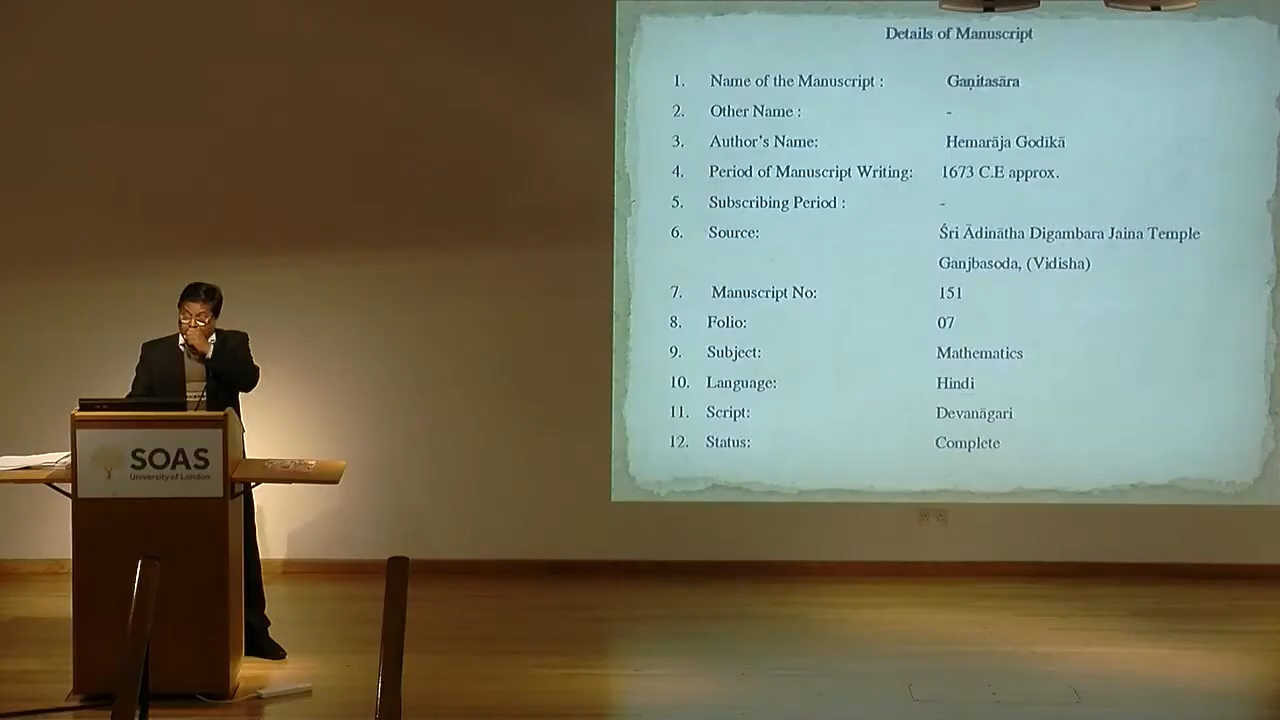 Details of Manuscript
1. Name of the Manuscript : Gaṇitasāra
2. Other Name : -
3. Author's Name: Hemarāja Godīkā
4. Period of Manuscript Writing: 1673 C.E approx.
5. Subscribing Period : -
6. Source: Śri Ādinātha Digambara Jaina Temple
Ganjbasoda, (Vidisha)
7. Manuscript No: 151
8. Folio: 07
9. Subject: Mathematics
10. Language: Hindi
11. Script: Devanāgari
12. Status: Complete
SOAS
University of London